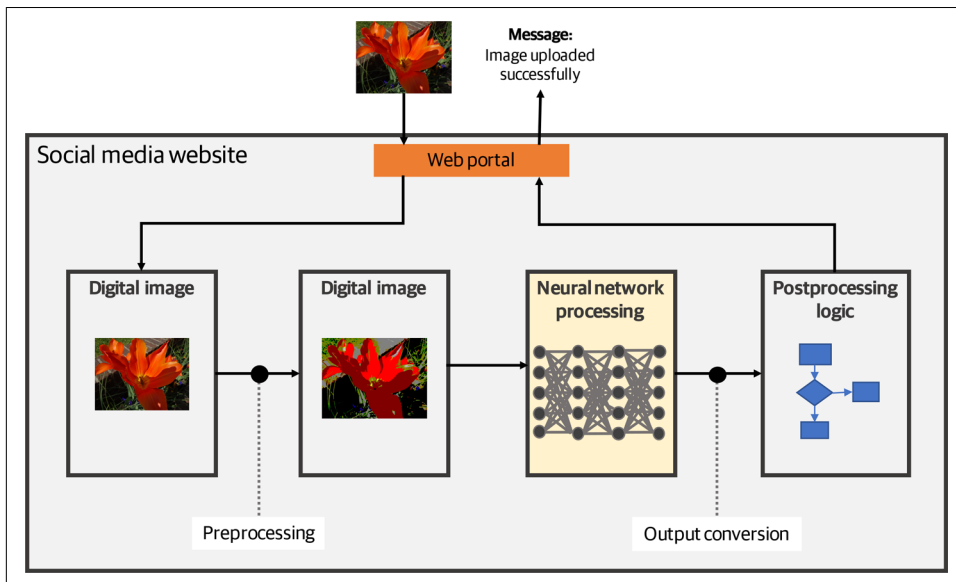 Message:
Image uploaded
successfully
Social media website
Web portal
Digital image
Digital image
Neural network
processing
Postprocessing
logic
Preprocessing
Output conversion